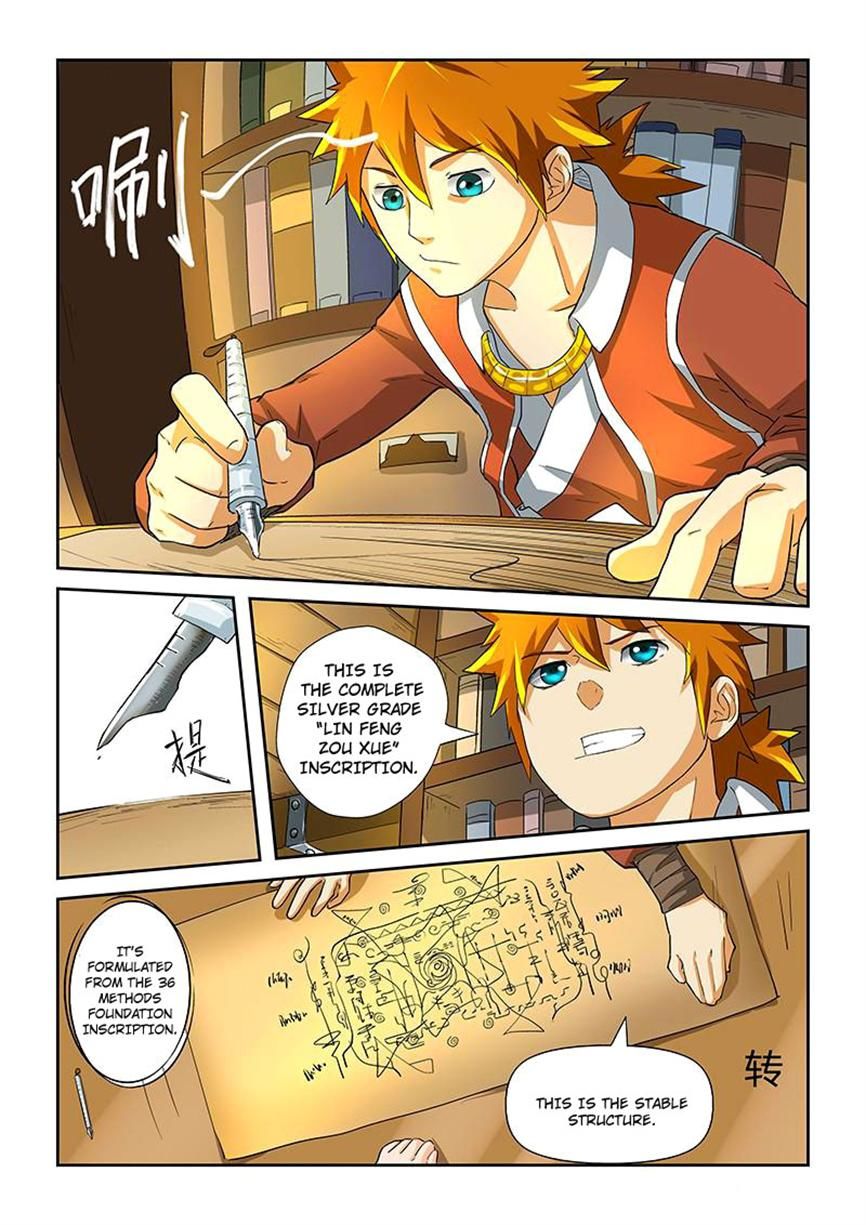 唰
提
THIS IS
THE COMPLETE
SILVER GRADE
"LIN FENG
ZOU XUE"
INSCRIPTION.
IT'S
FORMULATED
FROM THE 36
METHODS
FOUNDATION
INSCRIPTION.
THIS IS THE STABLE
STRUCTURE.
转